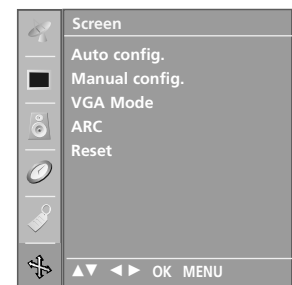 Screen
Auto config.
Manual config.
VGA Mode
ARC
Reset
▲▼ ◄► OK MENU